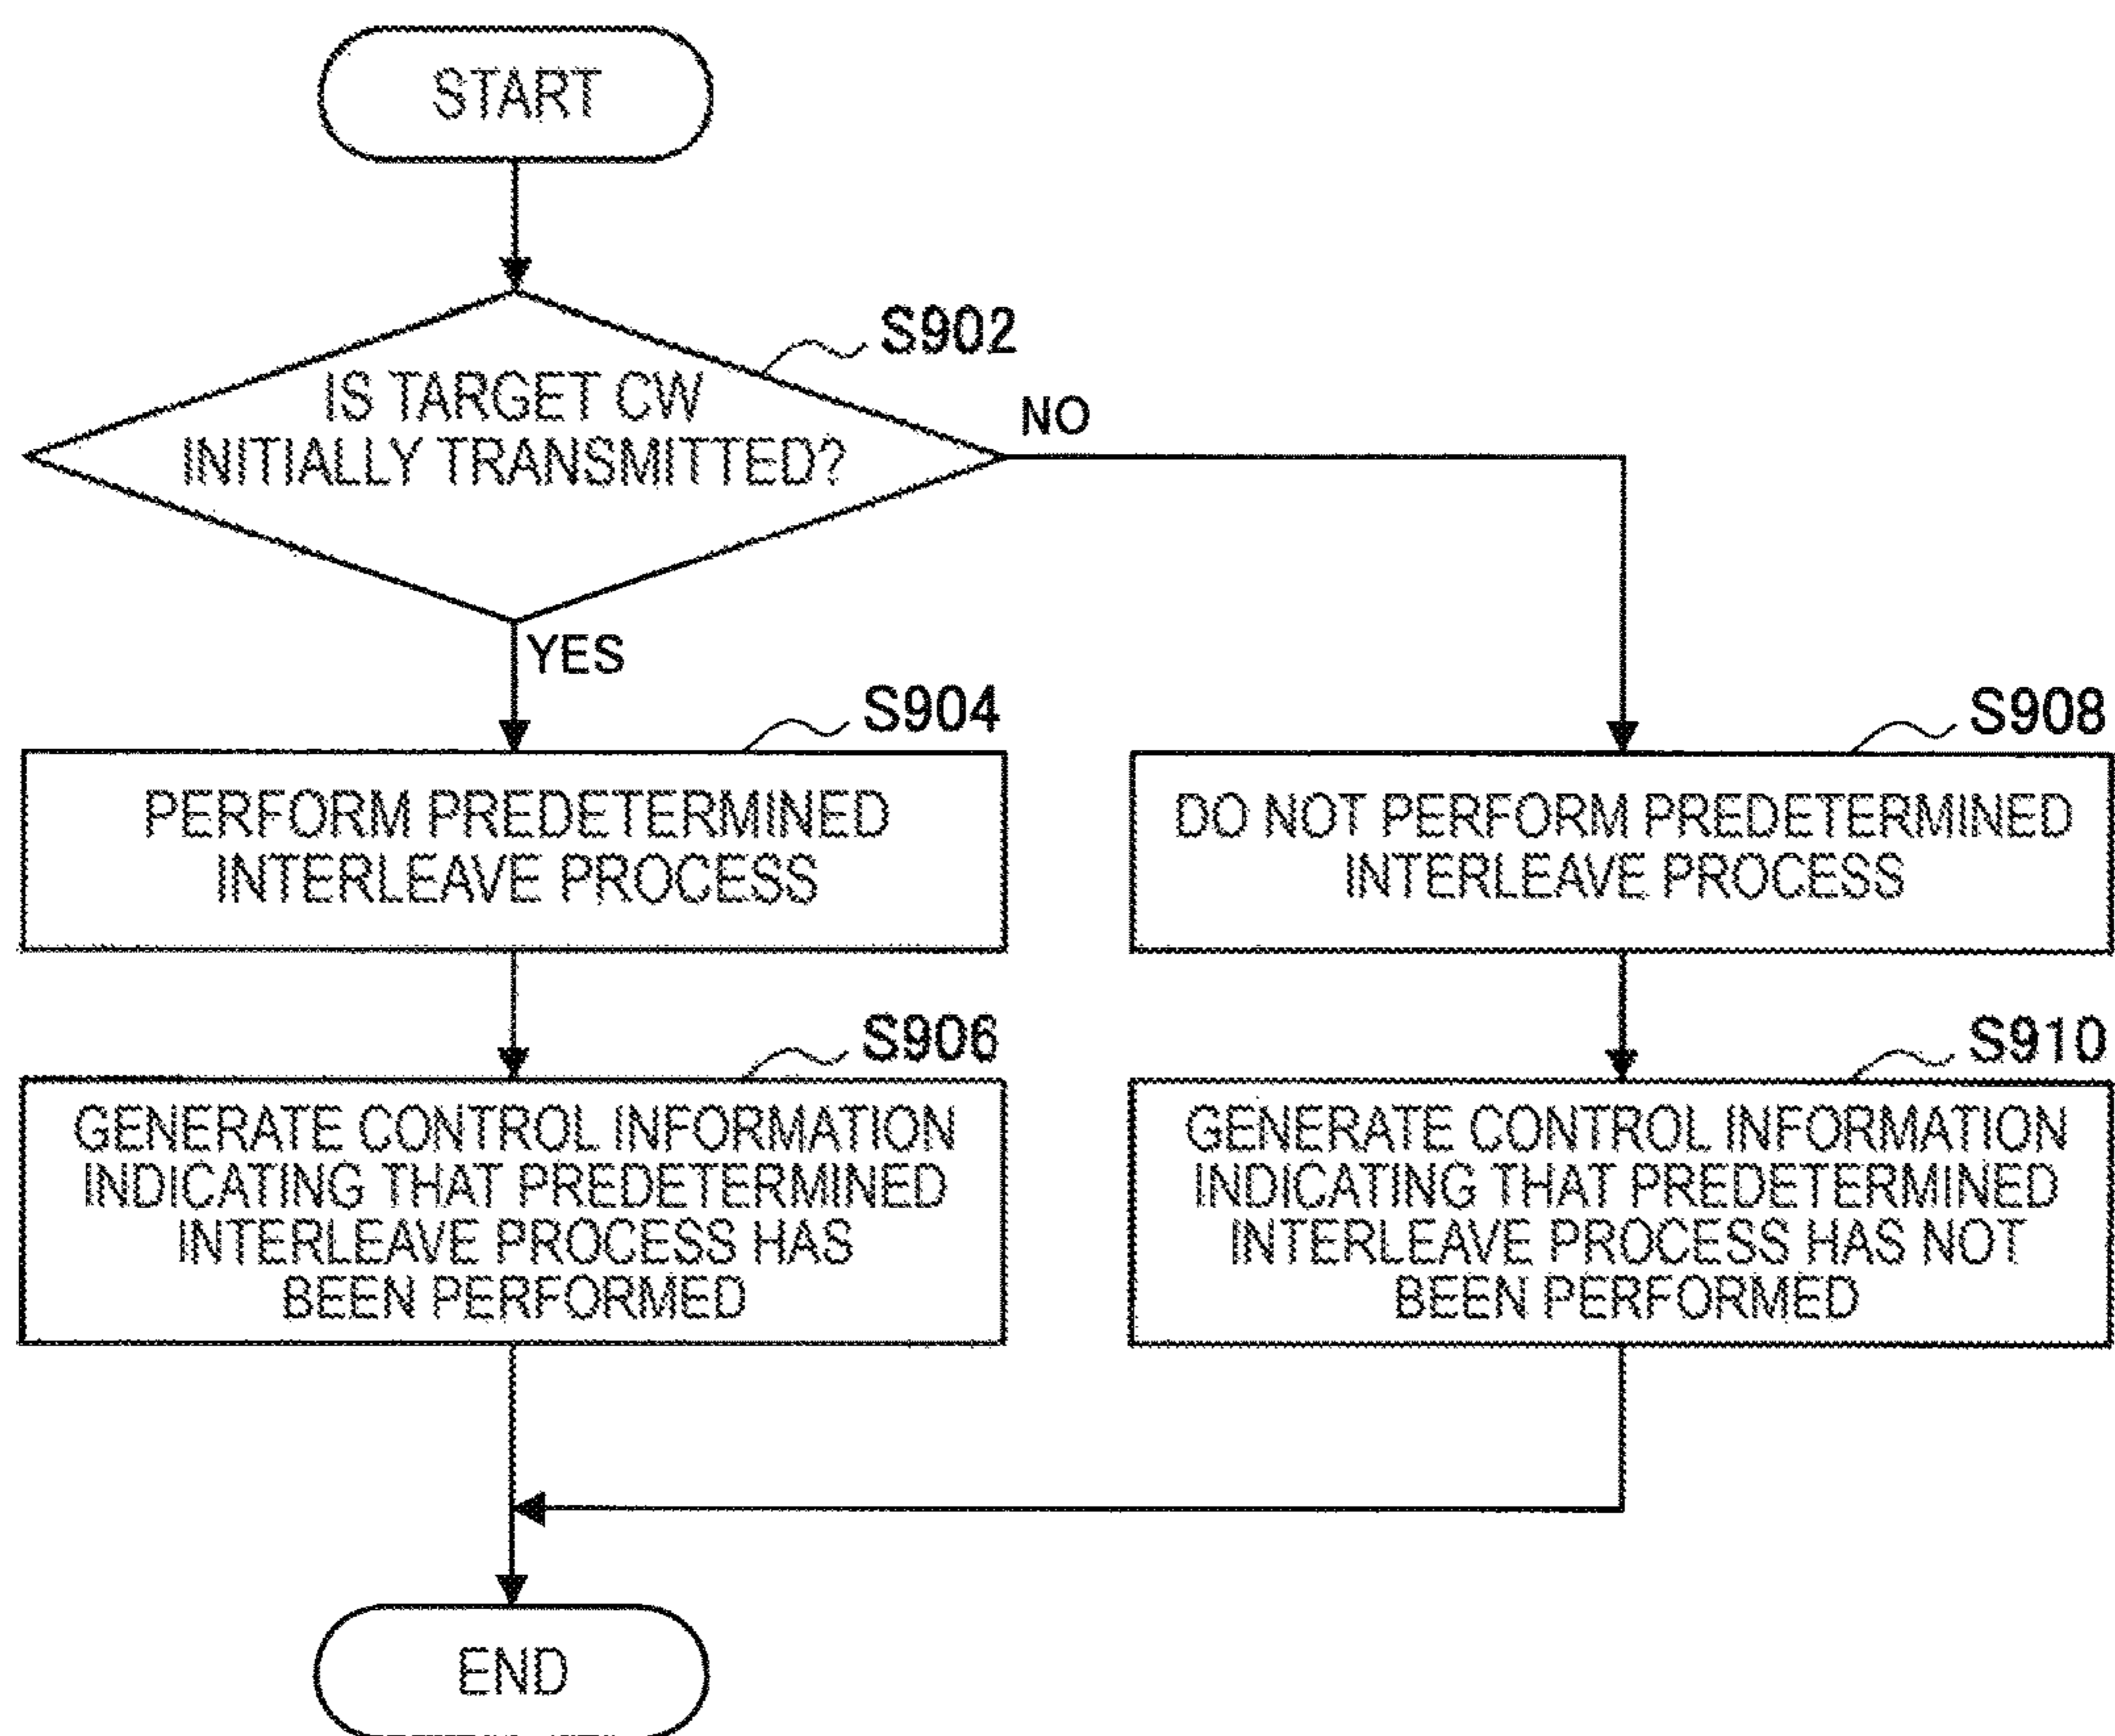 START
S902
IS TARGET CW
INITIALLY TRANSMITTED?
NO
YES
S904
PERFORM PREDETERMINED
INTERLEAVE PROCESS
S908
DO NOT PERFORM PREDETERMINED
INTERLEAVE PROCESS
S906
GENERATE CONTROL INFORMATION
INDICATING THAT PREDETERMINED
INTERLEAVE PROCESS HAS
BEEN PERFORMED
S910
GENERATE CONTROL INFORMATION
INDICATING THAT PREDETERMINED
INTERLEAVE PROCESS HAS NOT
BEEN PERFORMED
END